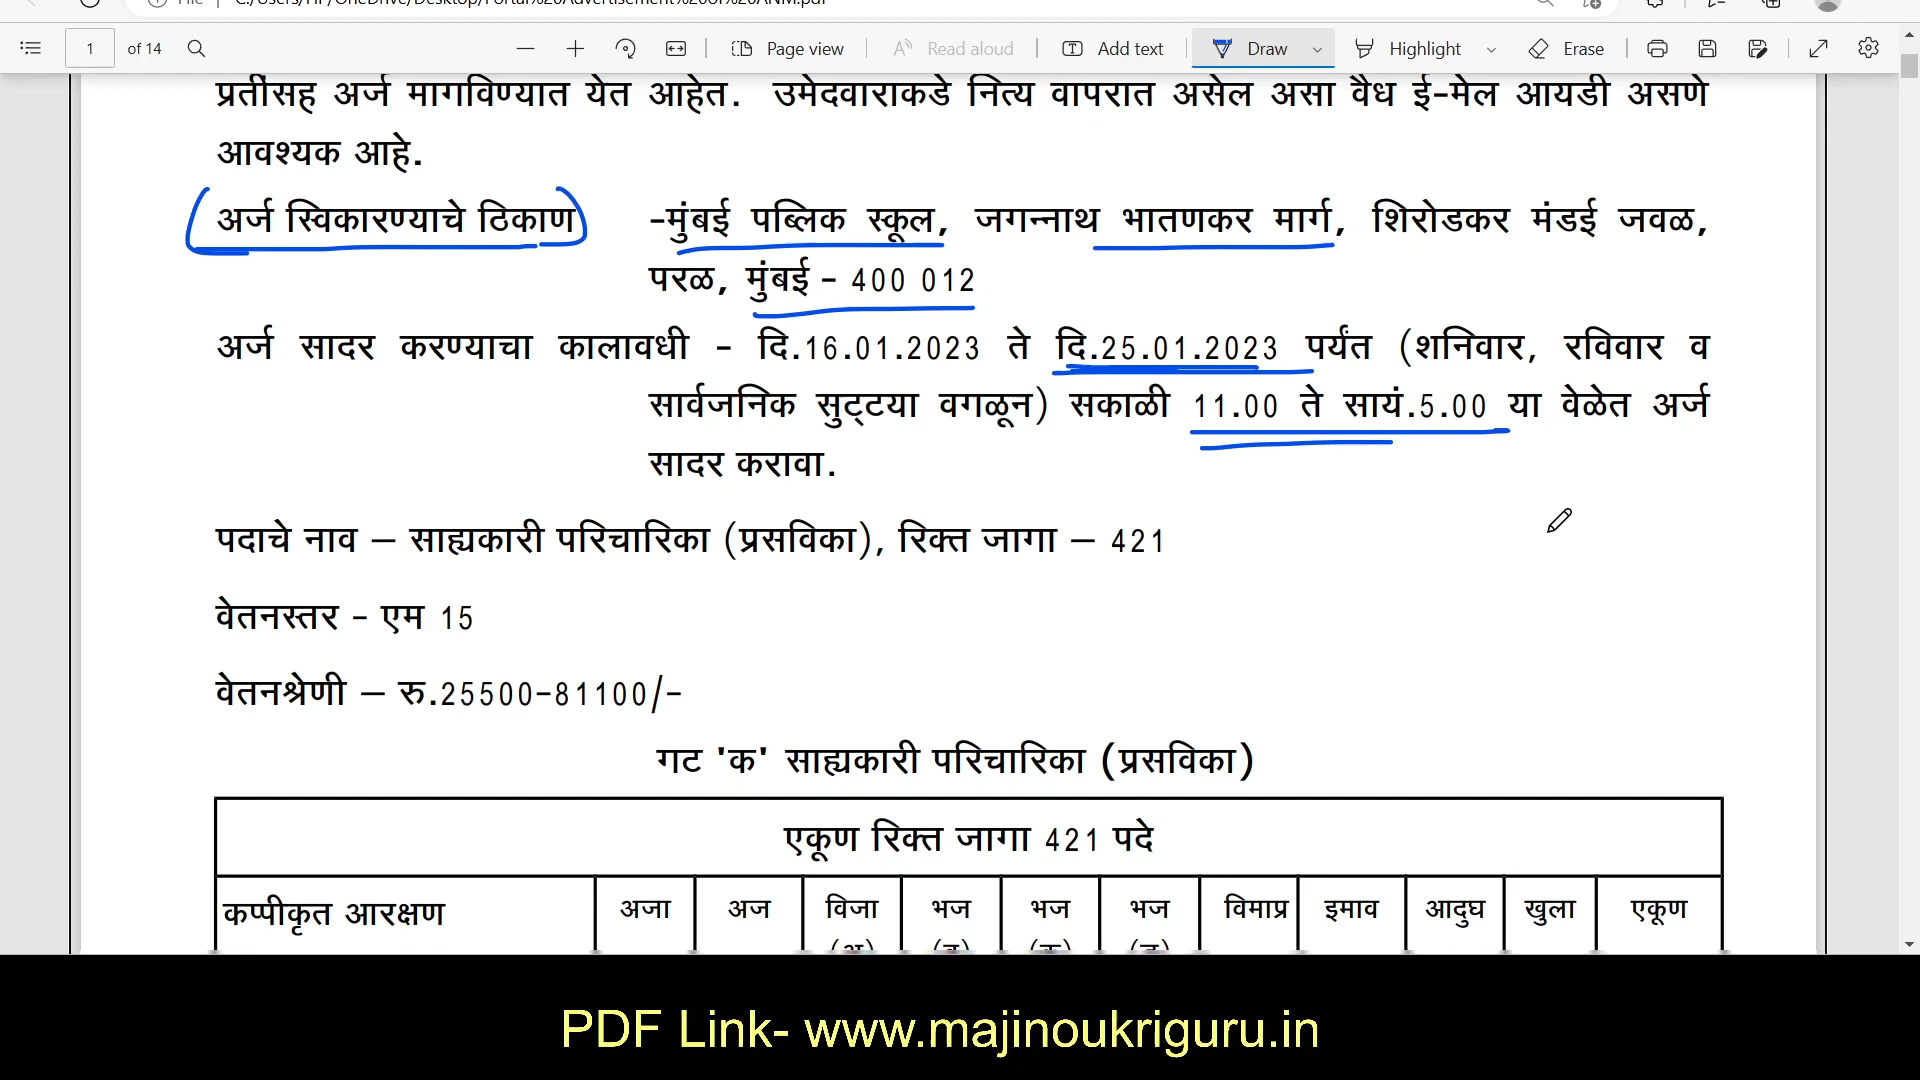 1 of 14 Page view Read aloud Add text Draw Highlight Erase
प्रतींसह अर्ज मागविण्यात येत आहेत. उमेदवाराकडे नित्य वापरात असेल असा वैध ई-मेल आयडी असणे
आवश्यक आहे.
अर्ज स्विकारण्याचे ठिकाण -मुंबई पब्लिक स्कूल, जगन्नाथ भातणकर मार्ग, शिरोडकर मंडई जवळ,
परळ, मुंबई - 400 012
अर्ज सादर करण्याचा कालावधी - दि.16.01.2023 ते दि.25.01.2023 पर्यंत (शनिवार, रविवार व
सार्वजनिक सुट्टया वगळून) सकाळी 11.00 ते सायं.5.00 या वेळेत अर्ज
सादर करावा.
पदाचे नाव – साह्यकारी परिचारिका (प्रसविका), रिक्त जागा – 421
वेतनस्तर - एम 15
वेतनश्रेणी – रु.25500-81100/-
गट 'क' साह्यकारी परिचारिका (प्रसविका)
एकूण रिक्त जागा 421 पदे
कप्पीकृत आरक्षण अजा अज विजा भज भज भज विमाप्र इमाव आदुघ खुला एकूण
PDF Link- www.majinoukriguru.in